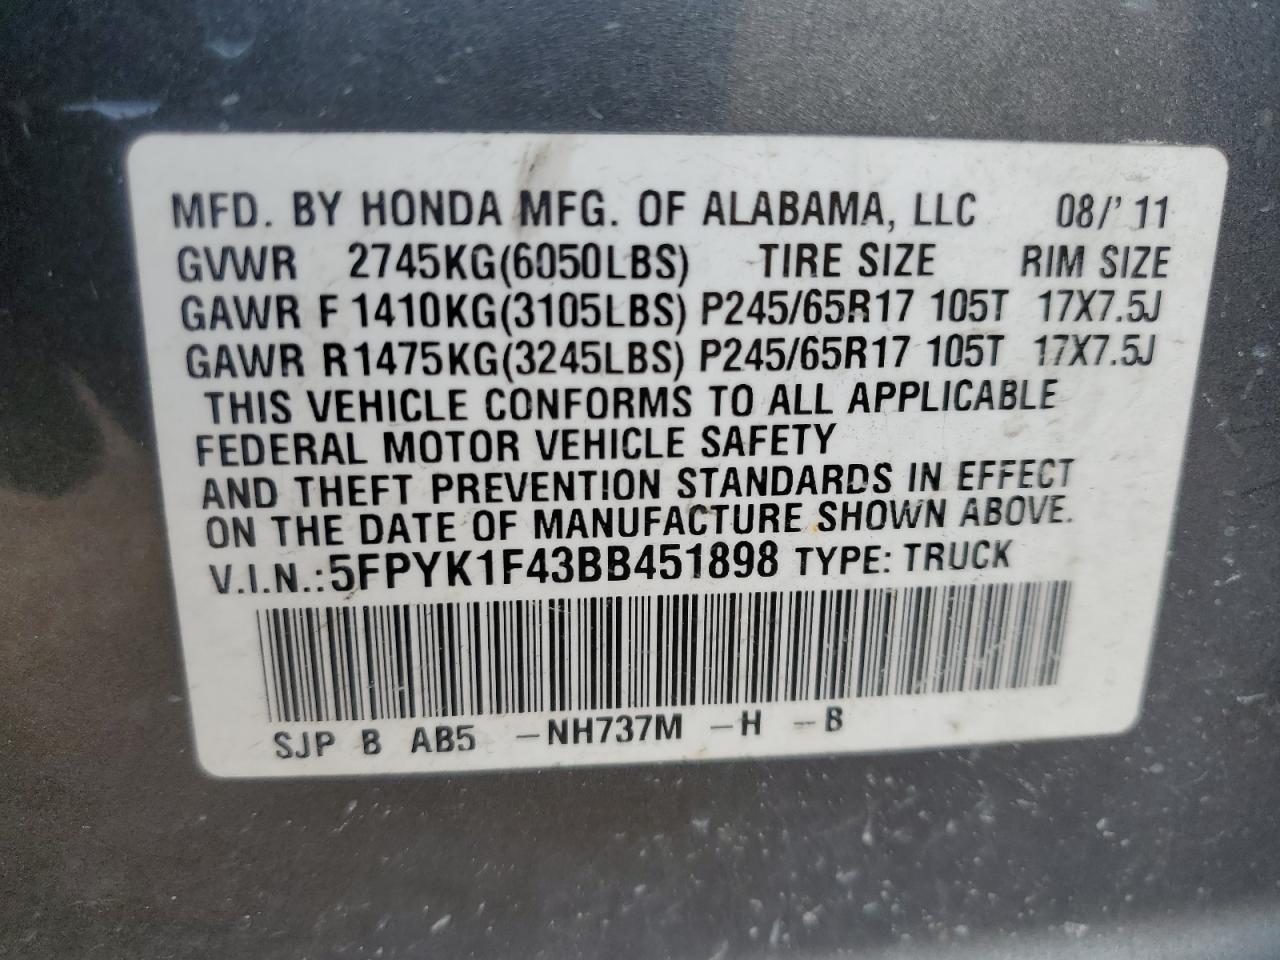 MFD. BY HONDA MFG. OF ALABAMA, LLC 08/'11
GVWR 2745KG(6050LBS) TIRE SIZE RIM SIZE
GAWR F 1410KG(3105LBS) P245/65R17 105T 17X7.5J
GAWR R1475KG(3245LBS) P245/65R17 105T 17X7.5J
THIS VEHICLE CONFORMS TO ALL APPLICABLE
FEDERAL MOTOR VEHICLE SAFETY
AND THEFT PREVENTION STANDARDS IN EFFECT
ON THE DATE OF MANUFACTURE SHOWN ABOVE.
V.I.N.:5FPYK1F43BB451898 TYPE: TRUCK
SJP B AB5 -NH737M -H -B